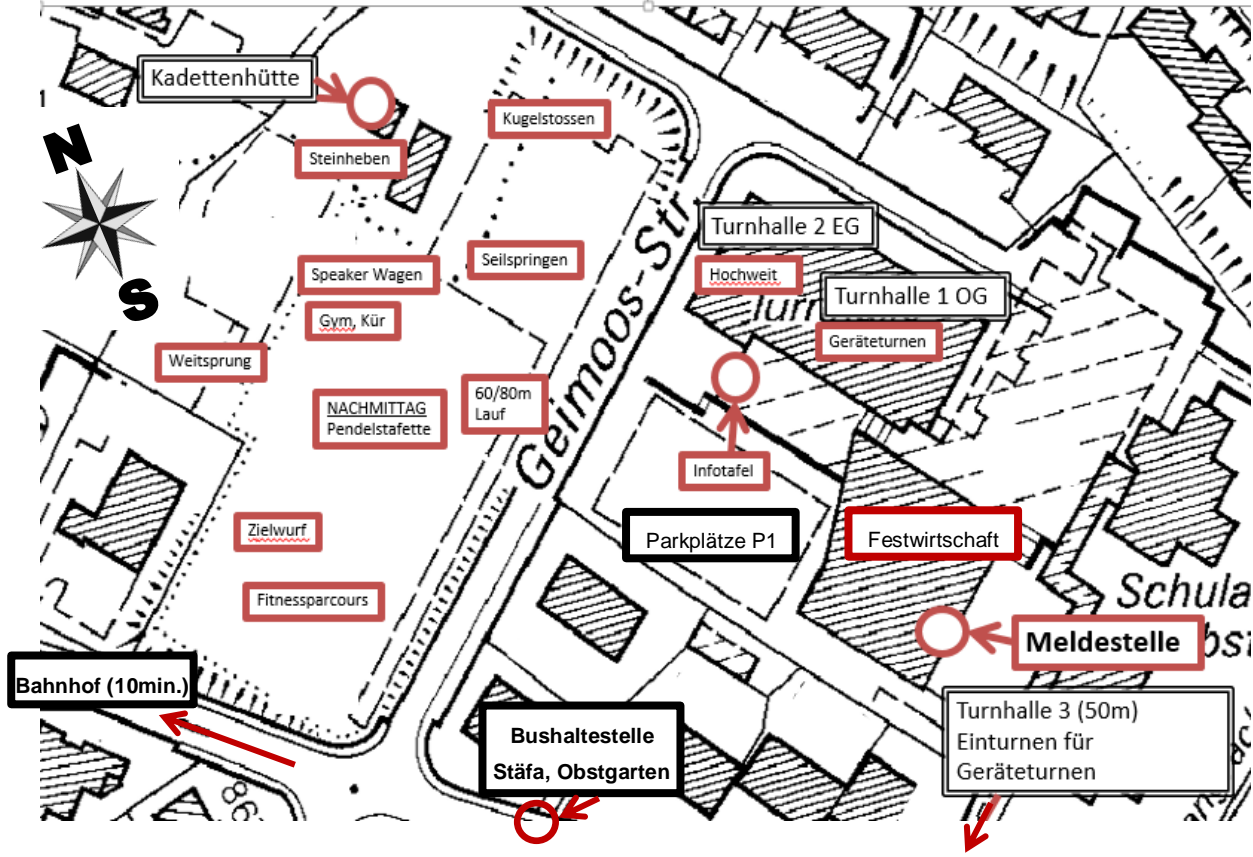 Kadettenhütte
Kugelstossen
Steinheben
N
S
Turnhalle 2 EG
Hochweit
Turnhalle 1 OG
Geräteturnen
Speaker Wagen
Seilspringen
Gym, Kür
Weitsprung
60/80m
Lauf
NACHMITTAG
Pendelstafette
Geimoos-Str
Infotafel
Zielwurf
Parkplätze P1
Festwirtschaft
Fitnessparcours
Schula
bst
Meldestelle
Bahnhof (10min.)
Bushaltestelle
Stäfa, Obstgarten
Turnhalle 3 (50m)
Einturnen für
Geräteturnen